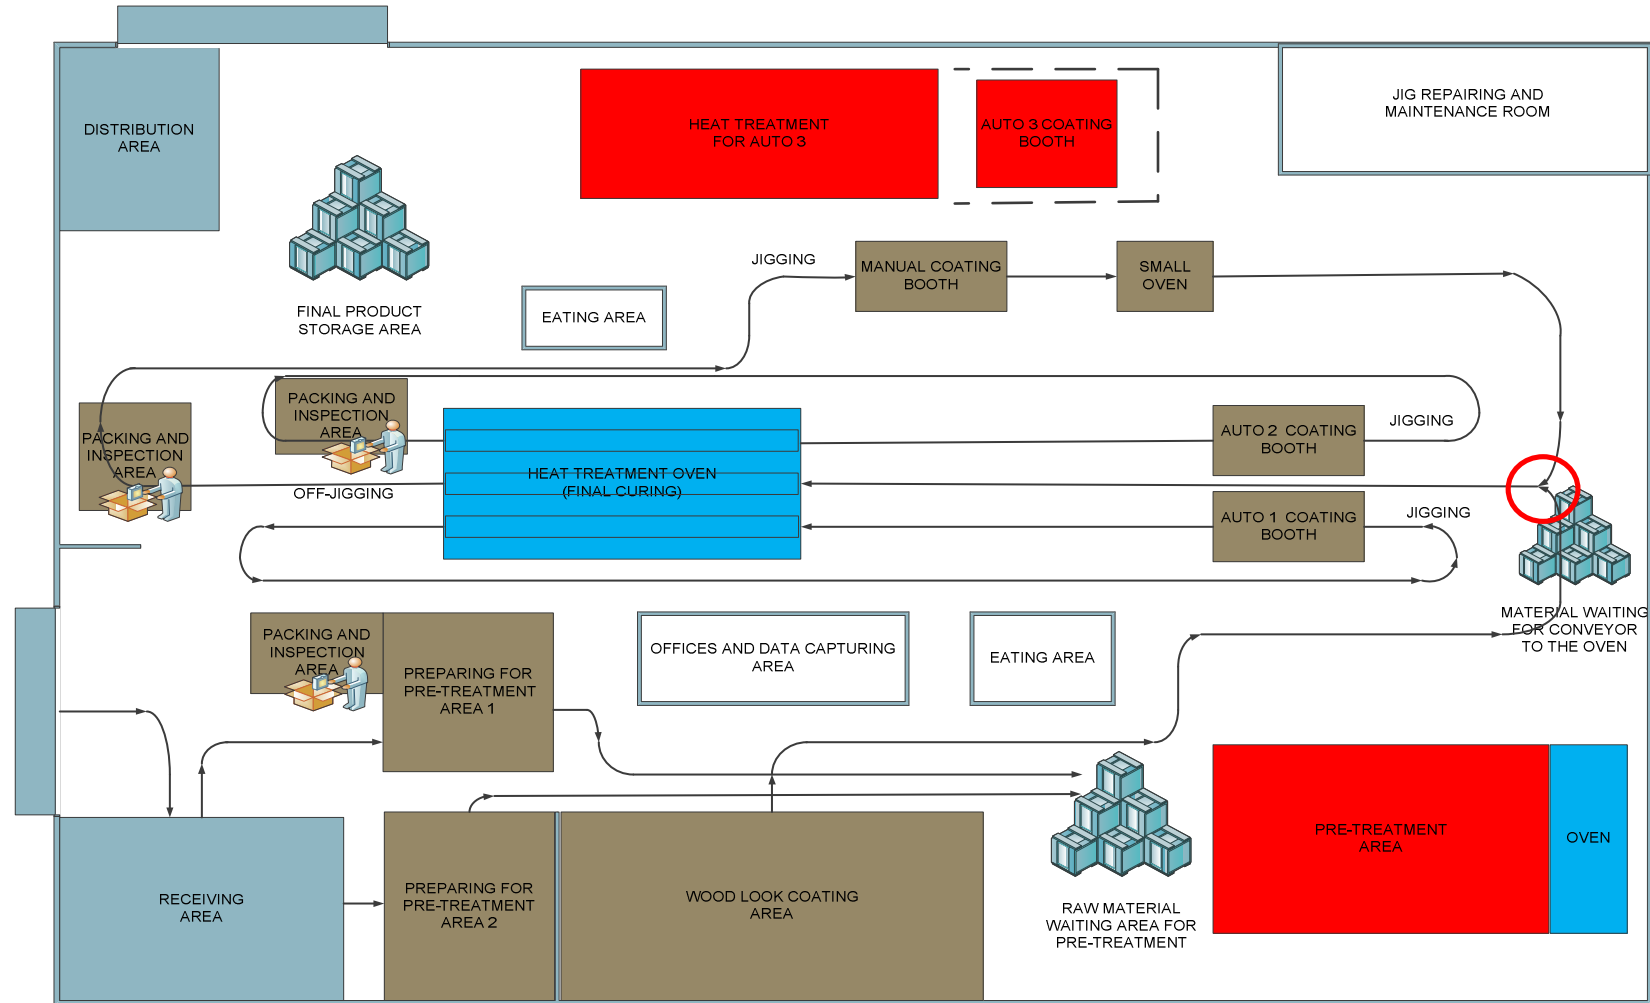 DISTRIBUTION
AREA
HEAT TREATMENT
FOR AUTO 3
AUTO 3 COATING
BOOTH
JIG REPAIRING AND
MAINTENANCE ROOM
FINAL PRODUCT
STORAGE AREA
EATING AREA
JIGGING
MANUAL COATING
BOOTH
SMALL
OVEN
PACKING AND
INSPECTION
AREA
PACKING AND
INSPECTION
AREA
OFF-JIGGING
HEAT TREATMENT OVEN
(FINAL CURING)
AUTO 2 COATING
BOOTH
JIGGING
AUTO 1 COATING
BOOTH
JIGGING
MATERIAL WAITING
FOR CONVEYOR
TO THE OVEN
PACKING AND
INSPECTION
AREA
PREPARING FOR
PRE-TREATMENT
AREA 1
OFFICES AND DATA CAPTURING
AREA
EATING AREA
RECEIVING
AREA
PREPARING FOR
PRE-TREATMENT
AREA 2
WOOD LOOK COATING
AREA
RAW MATERIAL
WAITING AREA FOR
PRE-TREATMENT
PRE-TREATMENT
AREA
OVEN